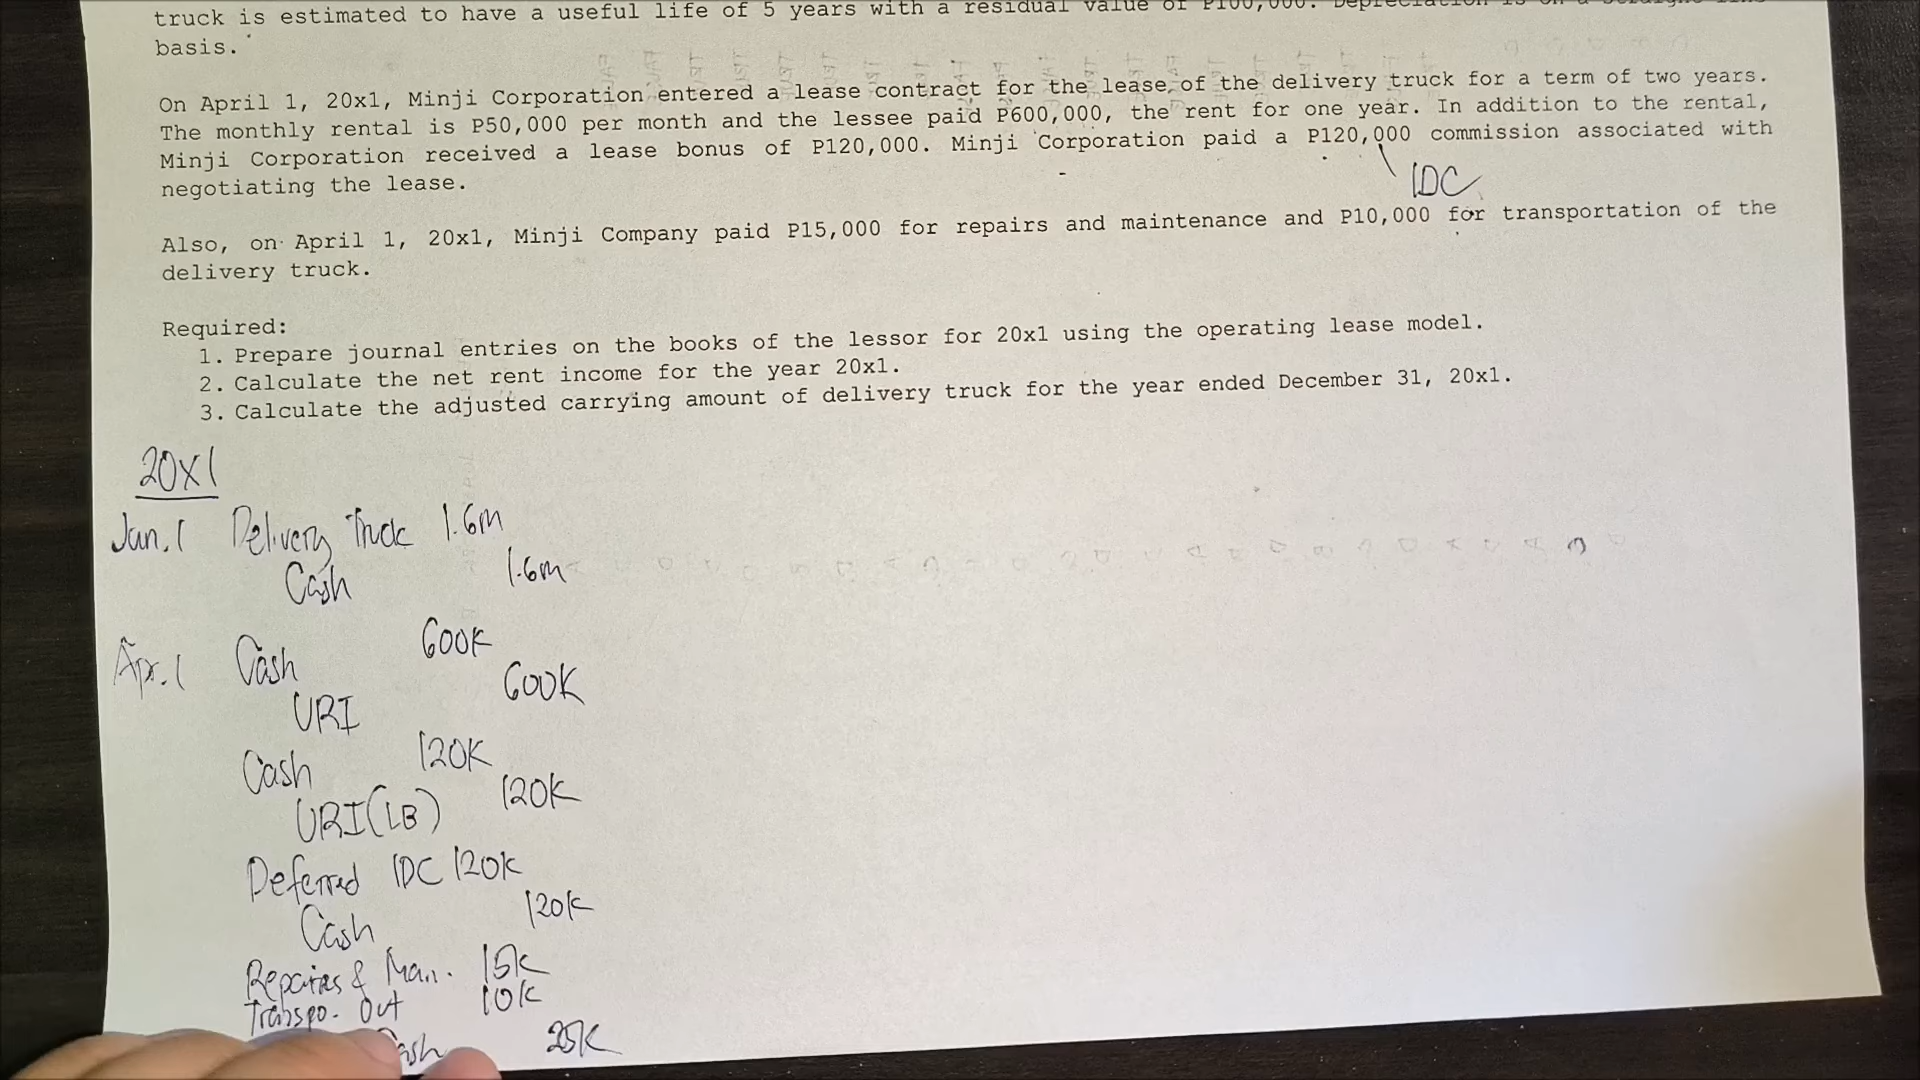 truck is estimated to have a useful life of 5 years with a residual value of P100,000. Depreciation is on a straight line
basis.
On April 1, 20x1, Minji Corporation entered a lease contract for the lease of the delivery truck for a term of two years.
The monthly rental is P50,000 per month and the lessee paid P600,000, the rent for one year. In addition to the rental,
Minji Corporation received a lease bonus of P120,000. Minji Corporation paid a P120,000 commission associated with
negotiating the lease.
IDC
Also, on April 1, 20x1, Minji Company paid P15,000 for repairs and maintenance and P10,000 for transportation of the
delivery truck.
Required:
1. Prepare journal entries on the books of the lessor for 20x1 using the operating lease model.
2. Calculate the net rent income for the year 20x1.
3. Calculate the adjusted carrying amount of delivery truck for the year ended December 31, 20x1.
20x1
Jan. 1 Delivery Truck 1.6m
Cash 1.6m
Apr. 1 Cash 600K
URI 600K
Cash 120K
URI (LB) 120K
Deferred IDC 120K
Cash 120K
Repairs & Man. 15K
Transpo. Out 10K
Cash 25K